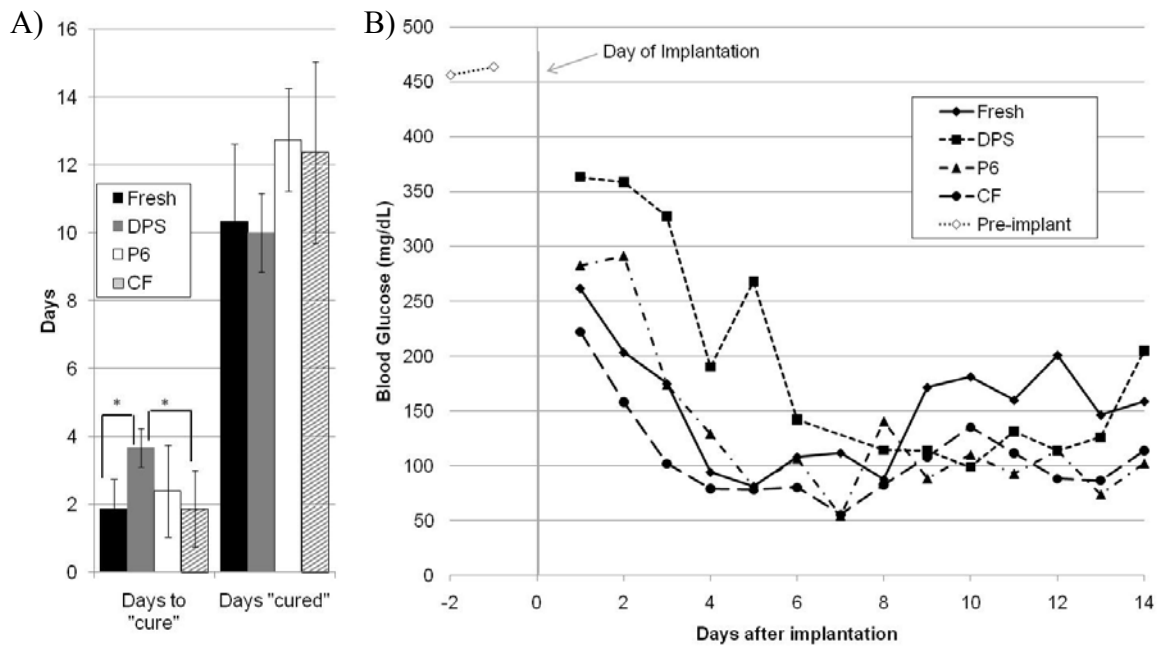 A)
16
14
12
10
8
6
4
2
0
Days
Fresh
DPS
P6
CF
*
*
Days to
"cure"
Days "cured"
B)
500
450
400
350
300
250
200
150
100
50
0
Blood Glucose (mg/dL)
Day of Implantation
Fresh
DPS
P6
CF
Pre-implant
-2
0
2
4
6
8
10
12
14
Days after implantation